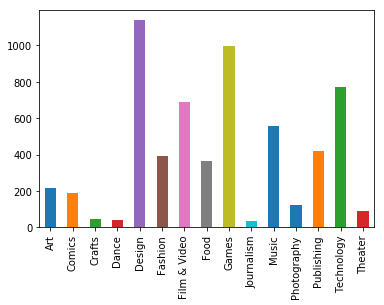 1000
800
600
400
200
0
Art
Comics
Crafts
Dance
Design
Fashion
Film & Video
Food
Games
Journalism
Music
Photography
Publishing
Technology
Theater